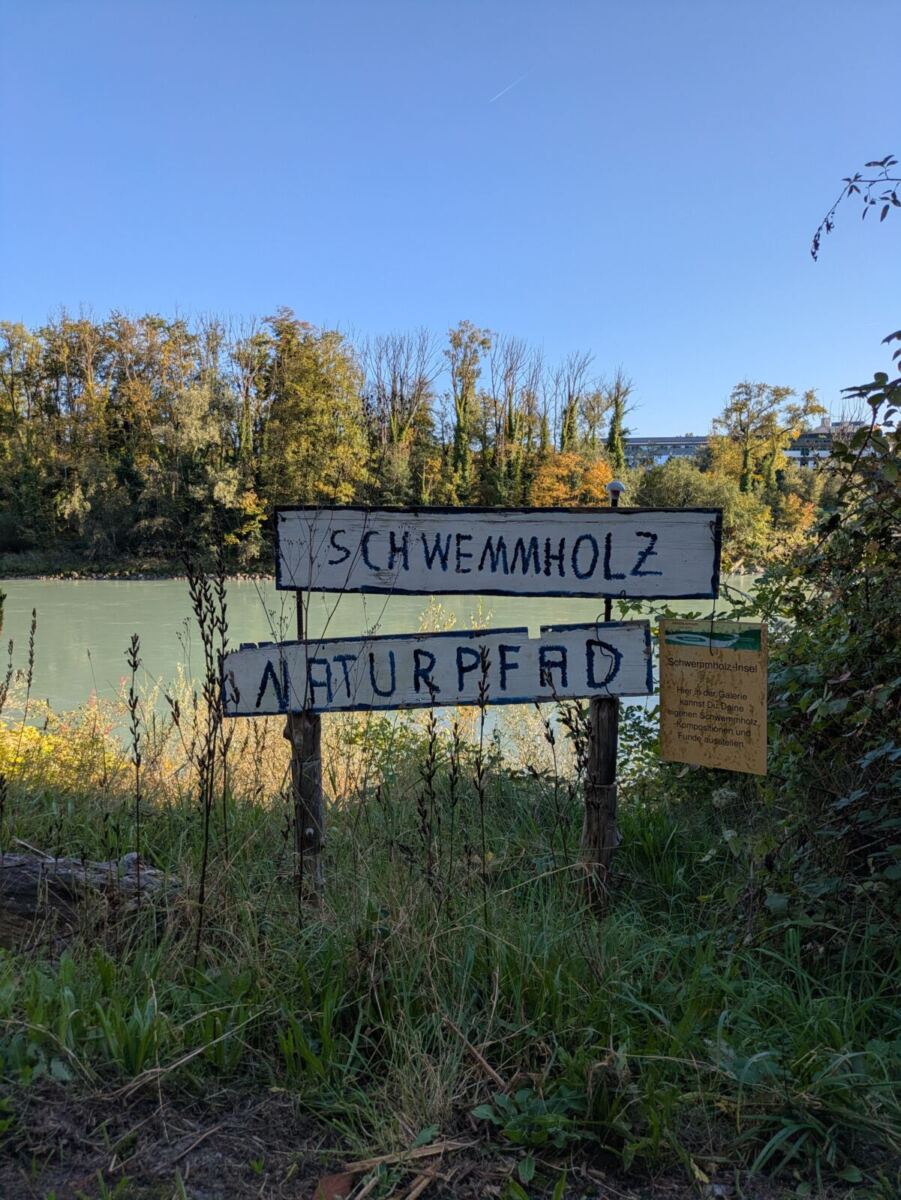 SCHWEMMHOLZ
NATURPFAD
Schwemmholz-Insel
Hier in der Galerie
kannst Du Deine
eigenen Schwemmholz
-Kompositionen und
Funde ausstellen